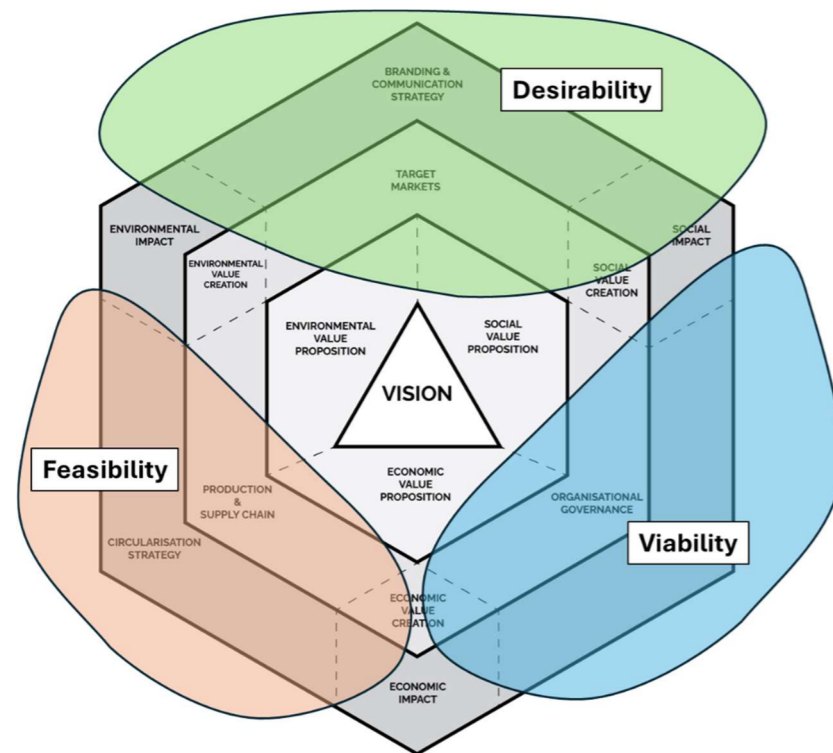 BRANDING &
COMMUNICATION
STRATEGY
Desirability
TARGET
MARKETS
ENVIRONMENTAL
IMPACT
SOCIAL
IMPACT
ENVIRONMENTAL
VALUE
CREATION
SOCIAL
VALUE
CREATION
ENVIRONMENTAL
VALUE
PROPOSITION
SOCIAL
VALUE
PROPOSITION
VISION
Feasibility
ECONOMIC
VALUE
PROPOSITION
PRODUCTION
&
SUPPLY CHAIN
ORGANISATIONAL
GOVERNANCE
CIRCULARISATION
STRATEGY
Viability
ECONOMIC
VALUE
CREATION
ECONOMIC
IMPACT